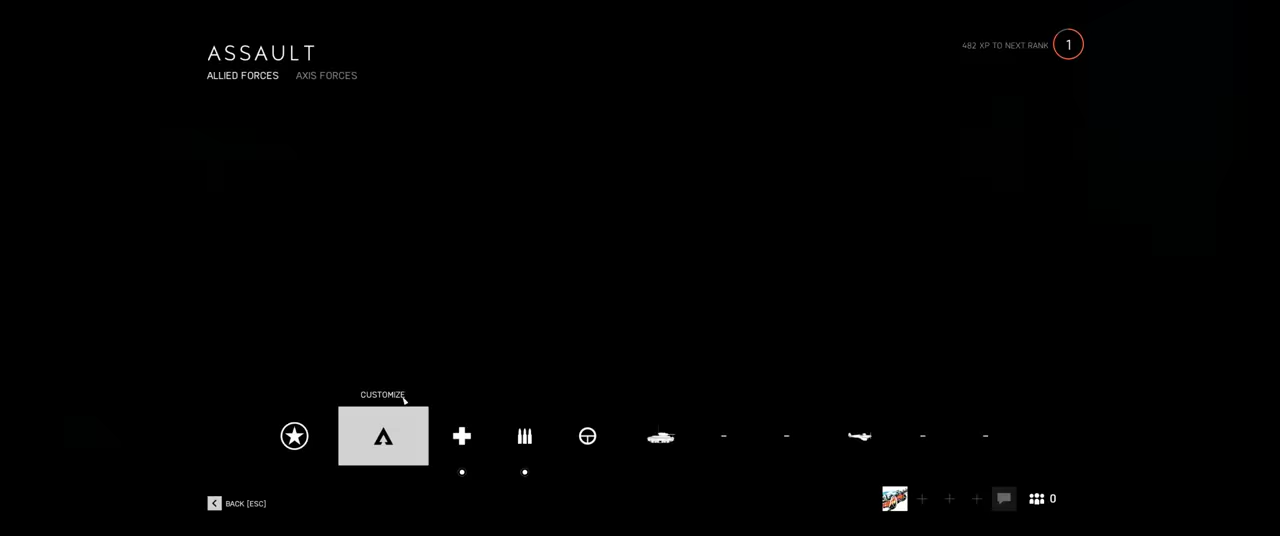 ASSAULT
482 XP TO NEXT RANK 1
ALLIED FORCES AXIS FORCES
CUSTOMIZE
BACK [ESC]
0